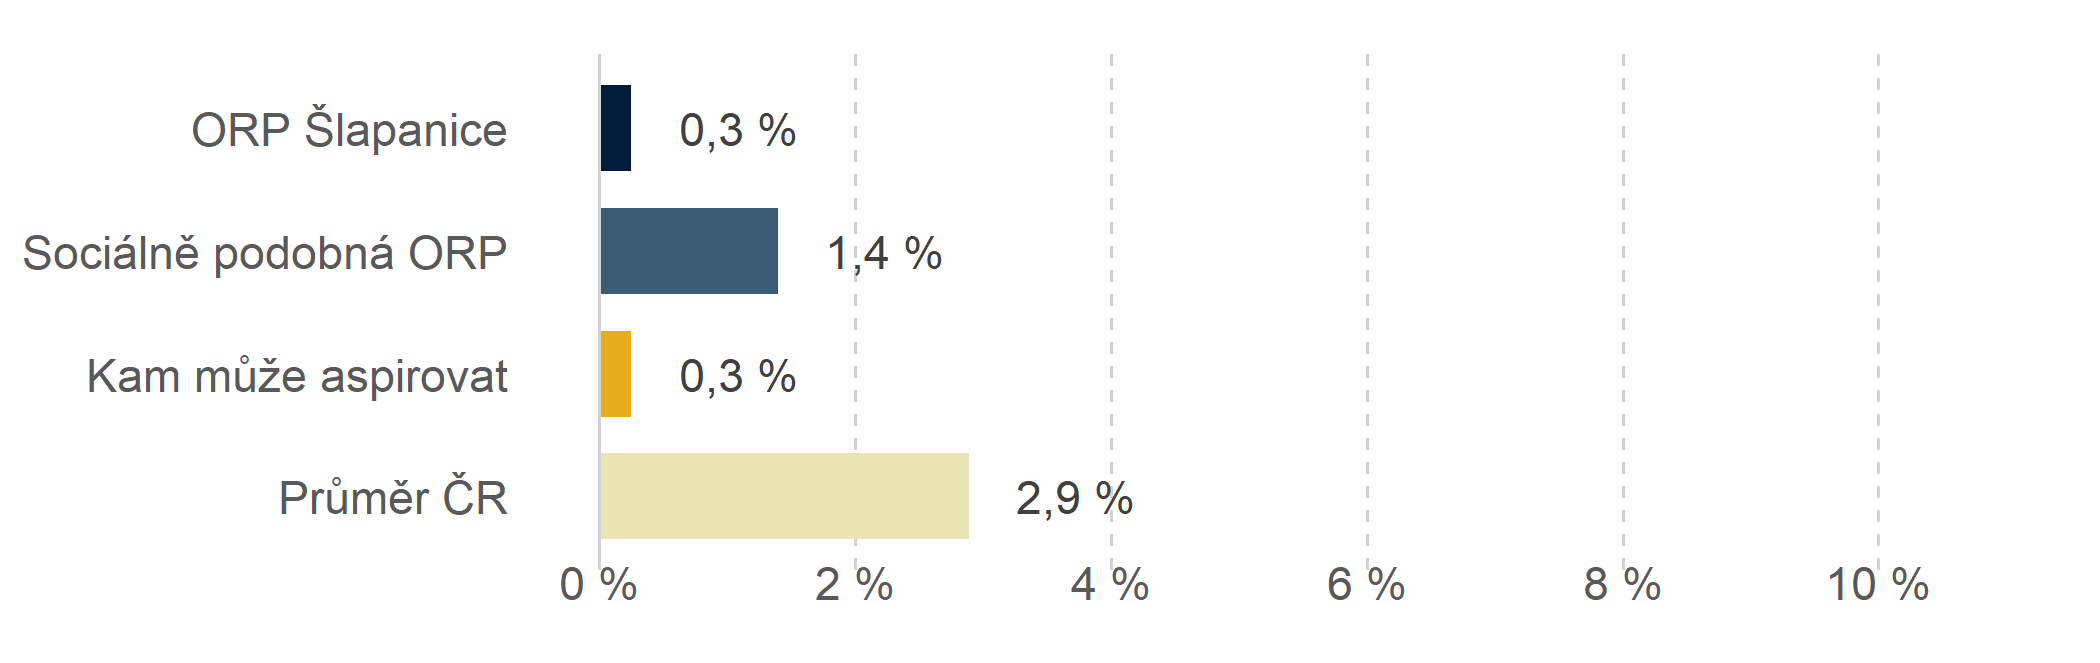 ORP Šlapanice 0,3 %
Sociálně podobná ORP 1,4 %
Kam může aspirovat 0,3 %
Průměr ČR 2,9 %
0 % 2 % 4 % 6 % 8 % 10 %